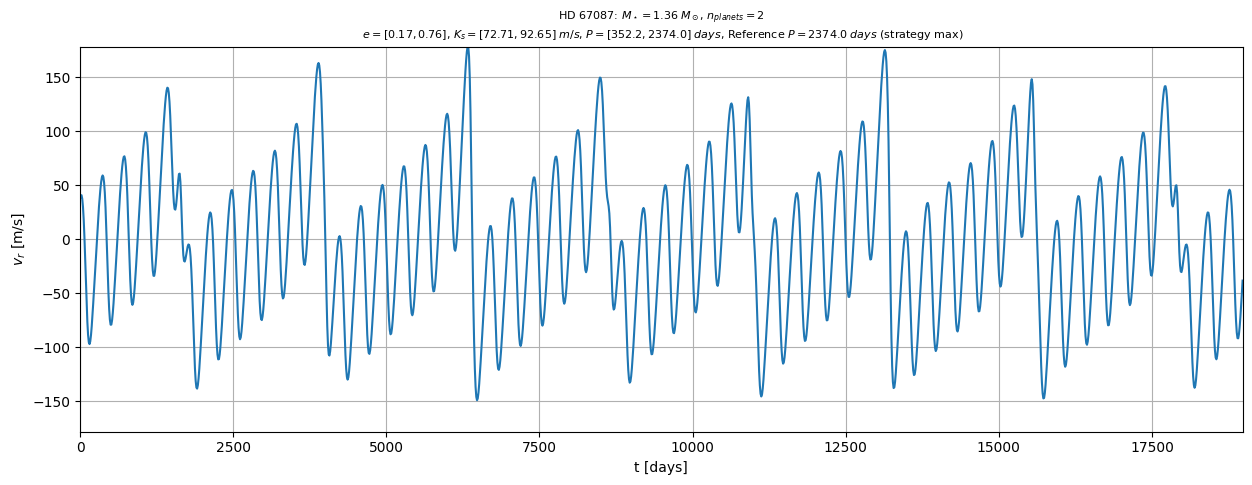 HD 67087: $M_⋆ = 1.36 M_⊙, n_{planets} = 2$
e = [0.17, 0.76], K_s = [72.71, 92.65] m/s, P = [352.2, 2374.0] days, Reference P = 2374.0 days (strategy max)
150
100
50
0
−50
−100
−150
v_r [m/s]
0 2500 5000 7500 10000 12500 15000 17500
t [days]